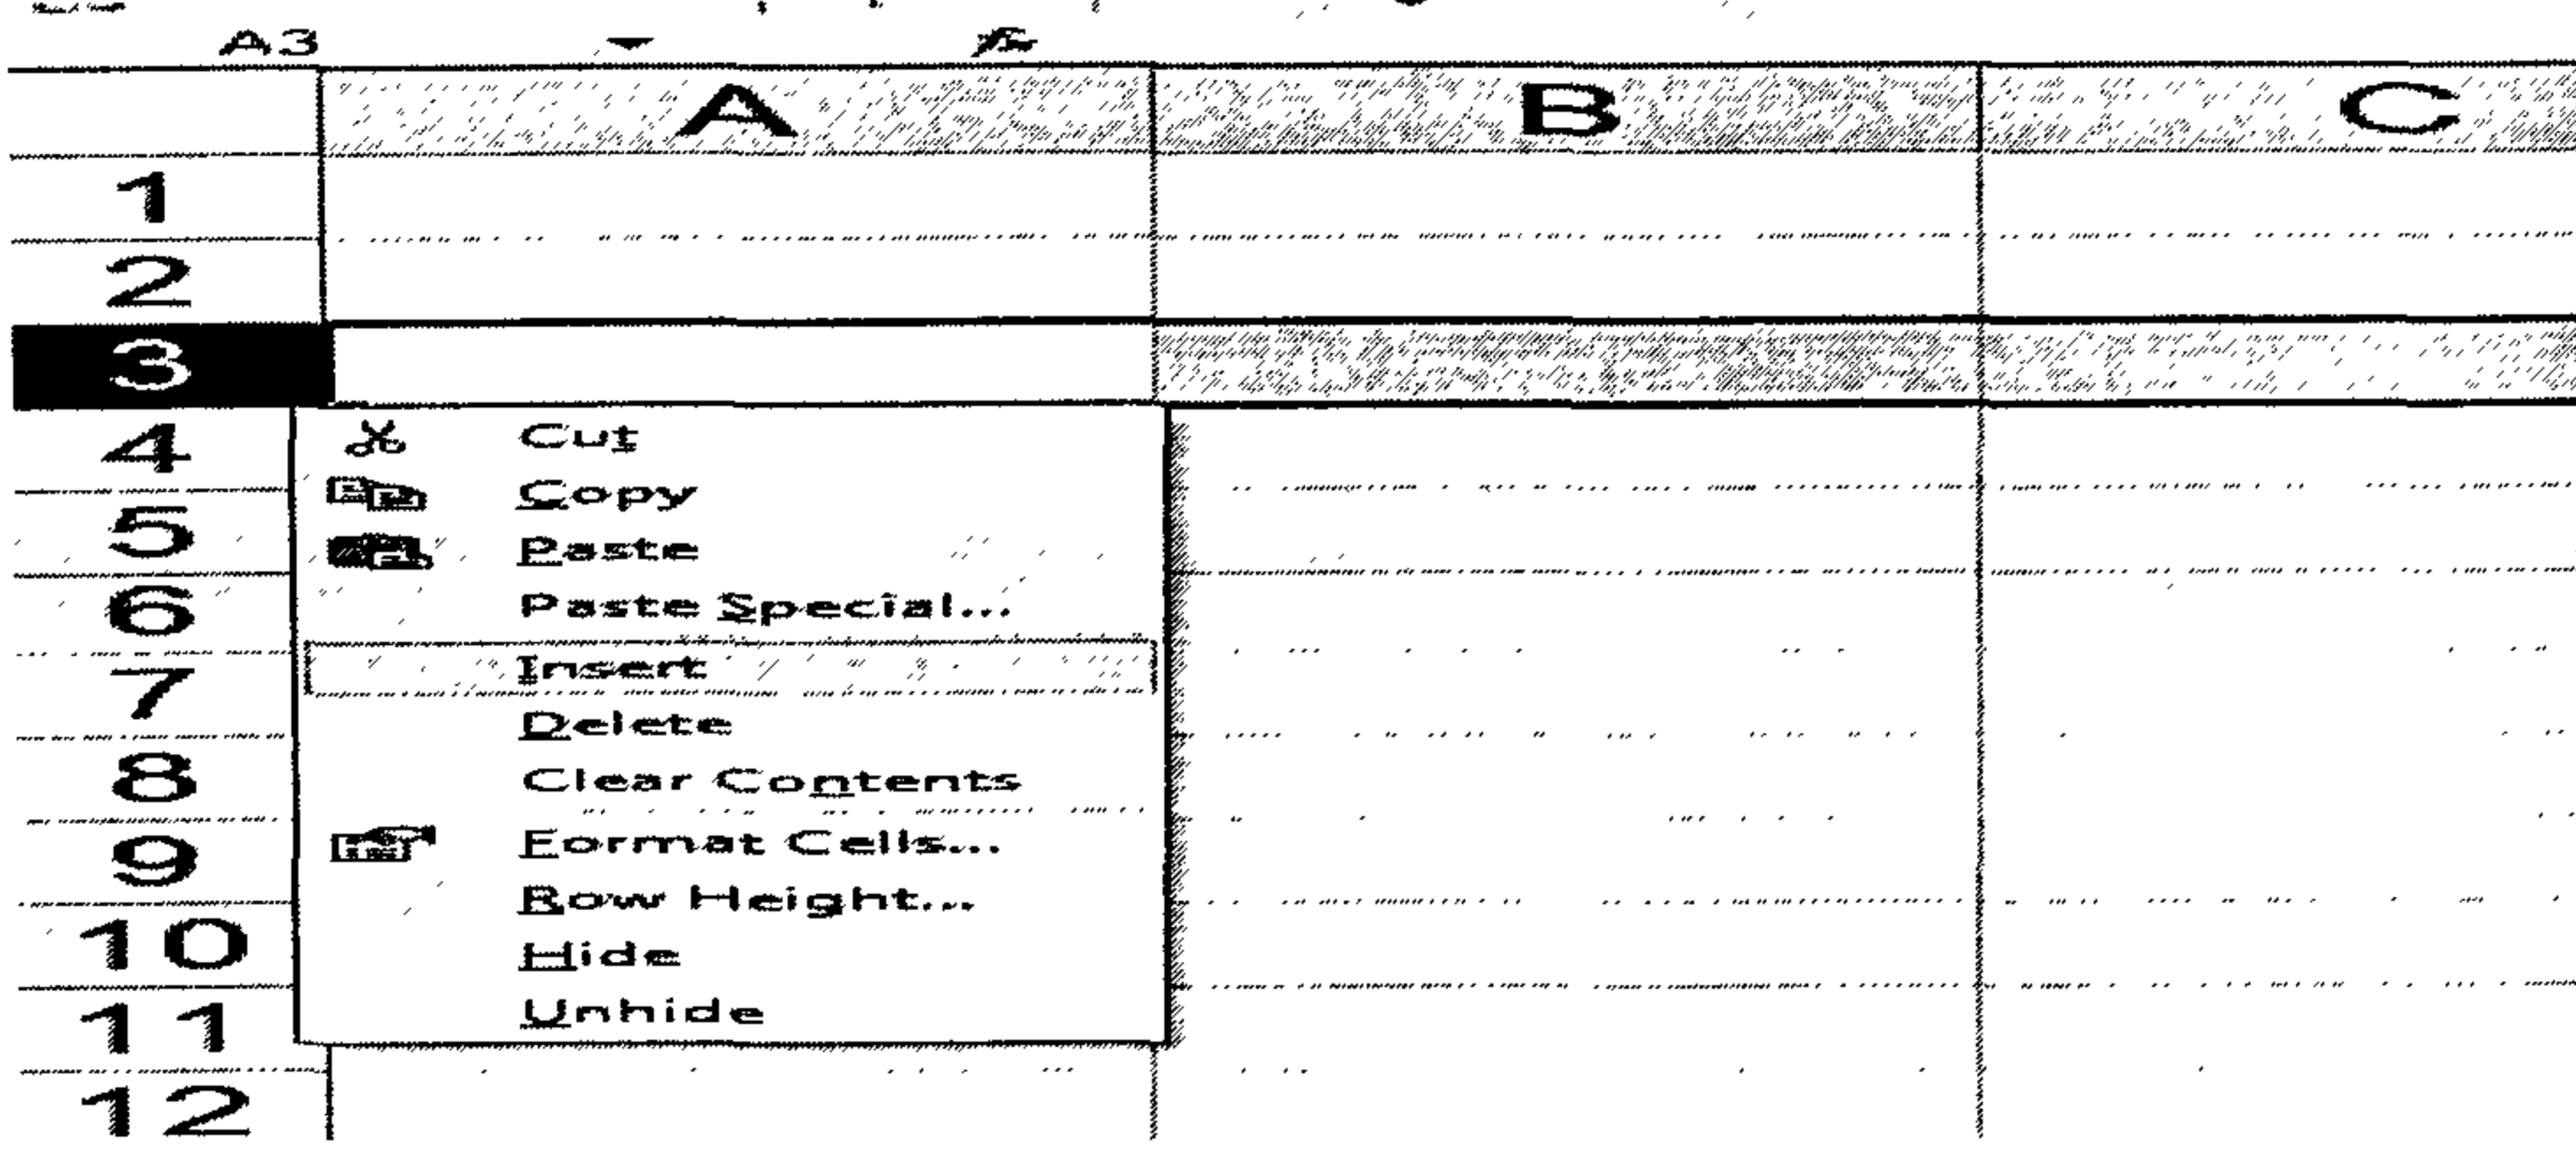 A3 fx
A B C
1
2
3
4 Cut
Copy
5 Paste
6 Paste Special...
7 Insert
Delete
8 Clear Contents
9 Format Cells...
Row Height...
10 Hide
11 Unhide
12